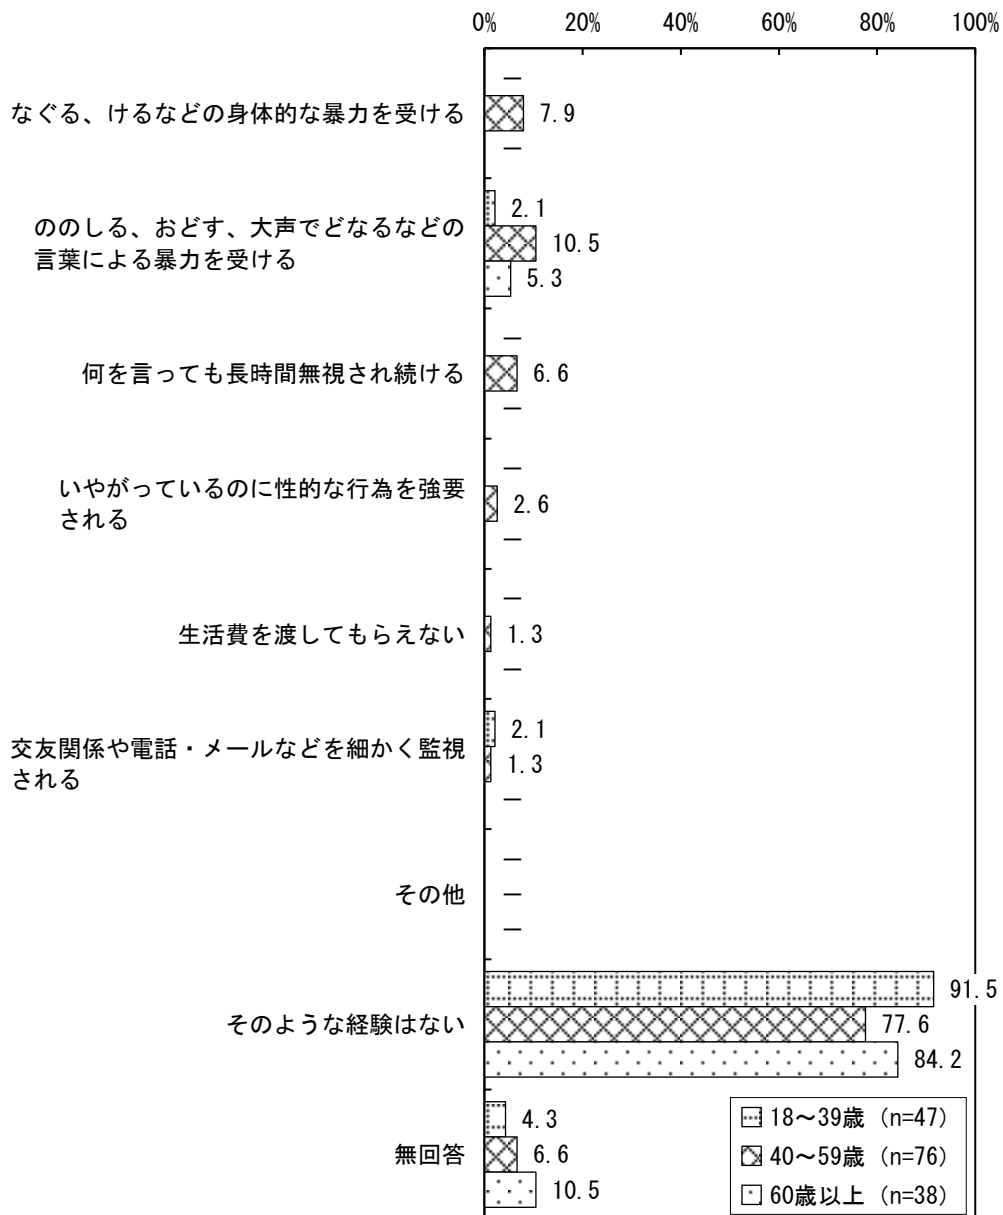 0% 20% 40% 60% 80% 100%
なぐる、けるなどの身体的な暴力を受ける
—
7.9
—
ののしる、おどす、大声でどなるなどの
言葉による暴力を受ける
2.1
10.5
5.3
何を言っても長時間無視され続ける
—
6.6
—
いやがっているのに性的な行為を強要
される
—
2.6
—
生活費を渡してもらえない
—
1.3
—
交友関係や電話・メールなどを細かく監視
される
2.1
1.3
—
その他
—
—
—
そのような経験はない
91.5
77.6
84.2
無回答
4.3
6.6
10.5
18～39歳 (n=47)
40～59歳 (n=76)
60歳以上 (n=38)